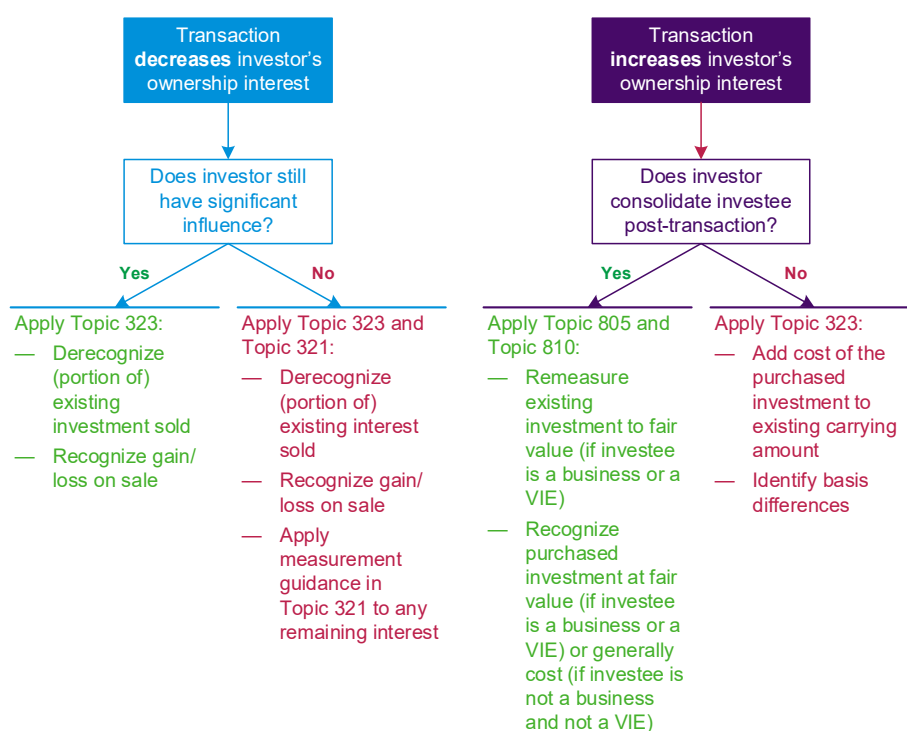 Transaction
decreases investor's
ownership interest
Does investor still
have significant
influence?
Yes
No
Apply Topic 323:
— Derecognize
(portion of)
existing
investment sold
— Recognize gain/
loss on sale
Apply Topic 323 and
Topic 321:
— Derecognize
(portion of)
existing interest
sold
— Recognize gain/
loss on sale
— Apply
measurement
guidance in
Topic 321 to any
remaining interest
Transaction
increases investor's
ownership interest
Does investor
consolidate investee
post-transaction?
Yes
No
Apply Topic 805 and
Topic 810:
— Remeasure
existing
investment to fair
value (if investee
is a business or a
VIE)
— Recognize
purchased
investment at fair
value (if investee
is a business or a
VIE) or generally
cost (if investee is
not a business
and not a VIE)
Apply Topic 323:
— Add cost of the
purchased
investment to
existing carrying
amount
— Identify basis
differences